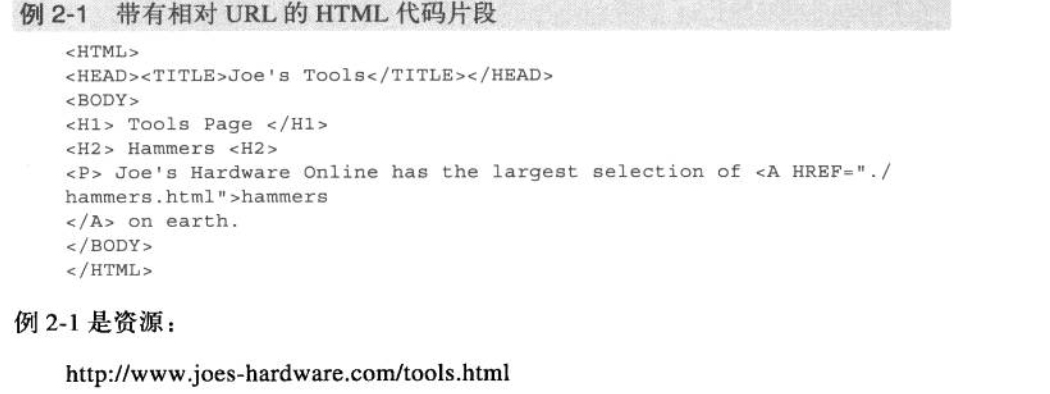 例 2-1 带有相对 URL 的 HTML 代码片段
<HTML>
<HEAD><TITLE>Joe's Tools</TITLE></HEAD>
<BODY>
<H1> Tools Page </H1>
<H2> Hammers <H2>
<P> Joe's Hardware Online has the largest selection of <A HREF="./
hammers.html">hammers
</A> on earth.
</BODY>
</HTML>
例 2-1 是资源：
http://www.joes-hardware.com/tools.html